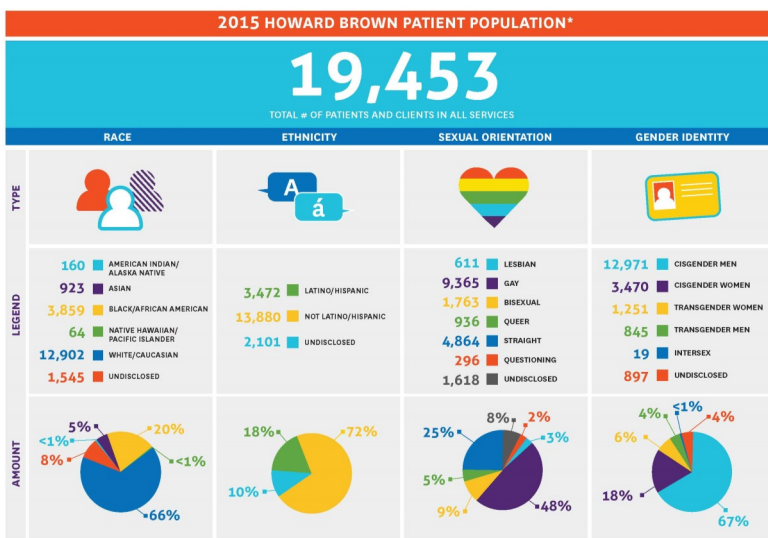 2015 HOWARD BROWN PATIENT POPULATION*
19,453
TOTAL # OF PATIENTS AND CLIENTS IN ALL SERVICES
RACE
ETHNICITY
SEXUAL ORIENTATION
GENDER IDENTITY
TYPE
A
á
LEGEND
160 AMERICAN INDIAN/
ALASKA NATIVE
923 ASIAN
3,859 BLACK/AFRICAN AMERICAN
64 NATIVE HAWAIIAN/
PACIFIC ISLANDER
12,902 WHITE/CAUCASIAN
1,545 UNDISCLOSED
3,472 LATINO/HISPANIC
13,880 NOT LATINO/HISPANIC
2,101 UNDISCLOSED
611 LESBIAN
9,365 GAY
1,763 BISEXUAL
936 QUEER
4,864 STRAIGHT
296 QUESTIONING
1,618 UNDISCLOSED
12,971 CISGENDER MEN
3,470 CISGENDER WOMEN
1,251 TRANSGENDER WOMEN
845 TRANSGENDER MEN
19 INTERSEX
897 UNDISCLOSED
AMOUNT
5%
20%
<1%
8%
<1%
66%
18%
72%
10%
8%
2%
25%
3%
5%
9%
48%
<1%
4%
4%
6%
18%
67%